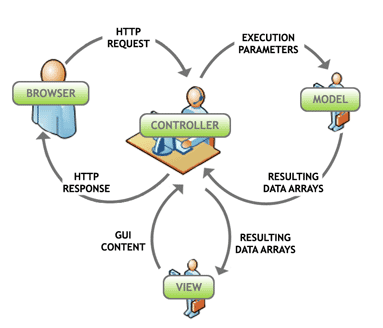 HTTP
REQUEST
EXECUTION
PARAMETERS
BROWSER
CONTROLLER
MODEL
HTTP
RESPONSE
RESULTING
DATA ARRAYS
GUI
CONTENT
RESULTING
DATA ARRAYS
VIEW